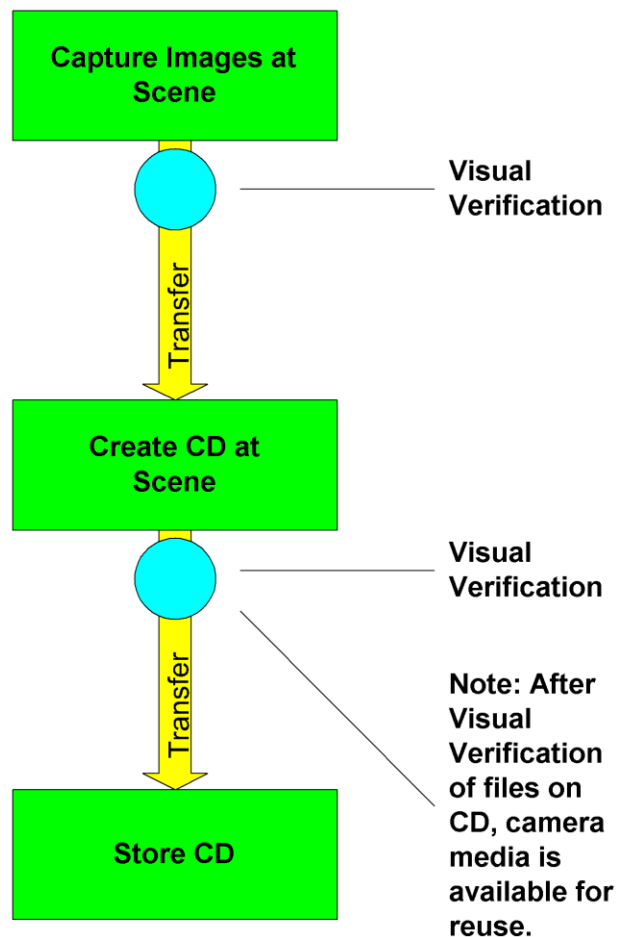 Capture Images at
Scene
Visual
Verification
Transfer
Create CD at
Scene
Visual
Verification
Transfer
Note: After
Visual
Verification
of files on
CD, camera
media is
available for
reuse.
Store CD